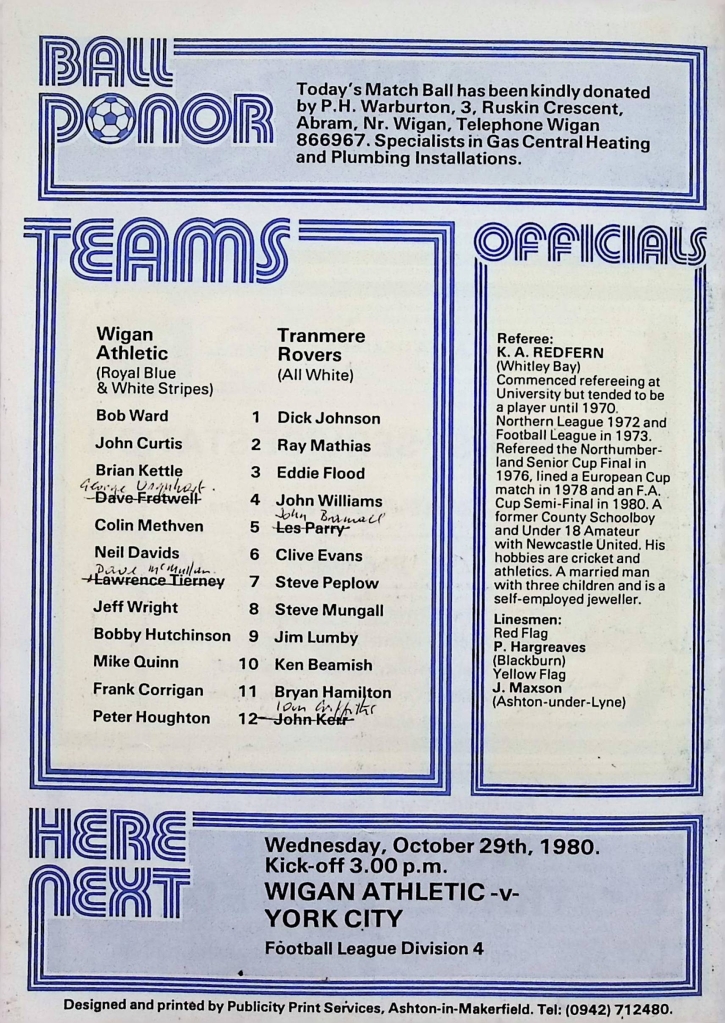 BALL DONOR
Today's Match Ball has been kindly donated
by P.H. Warburton, 3, Ruskin Crescent,
Abram, Nr. Wigan, Telephone Wigan
866967. Specialists in Gas Central Heating
and Plumbing Installations.
TEAMS
Wigan Athletic
(Royal Blue & White Stripes)
Tranmere Rovers
(All White)
Bob Ward 1 Dick Johnson
John Curtis 2 Ray Mathias
Brian Kettle 3 Eddie Flood
George Urquhart.
Dave Fretwell 4 John Williams
John Bramall
Colin Methven 5 Les Parry
Neil Davids 6 Clive Evans
Dave McMullan.
Lawrence Tierney 7 Steve Peplow
Jeff Wright 8 Steve Mungall
Bobby Hutchinson 9 Jim Lumby
Mike Quinn 10 Ken Beamish
Frank Corrigan 11 Bryan Hamilton
Ian Griffiths
Peter Houghton 12 John Kerr
OFFICIALS
Referee:
K. A. REDFERN
(Whitley Bay)
Commenced refereeing at
University but tended to be
a player until 1970.
Northern League 1972 and
Football League in 1973.
Refereed the Northumber-
land Senior Cup Final in
1976, lined a European Cup
match in 1978 and an F.A.
Cup Semi-Final in 1980. A
former County Schoolboy
and Under 18 Amateur
with Newcastle United. His
hobbies are cricket and
athletics. A married man
with three children and is a
self-employed jeweller.
Linesmen:
Red Flag
P. Hargreaves
(Blackburn)
Yellow Flag
J. Maxson
(Ashton-under-Lyne)
HERE NEXT
Wednesday, October 29th, 1980.
Kick-off 3.00 p.m.
WIGAN ATHLETIC -v-
YORK CITY
Football League Division 4
Designed and printed by Publicity Print Services, Ashton-in-Makerfield. Tel: (0942) 712480.